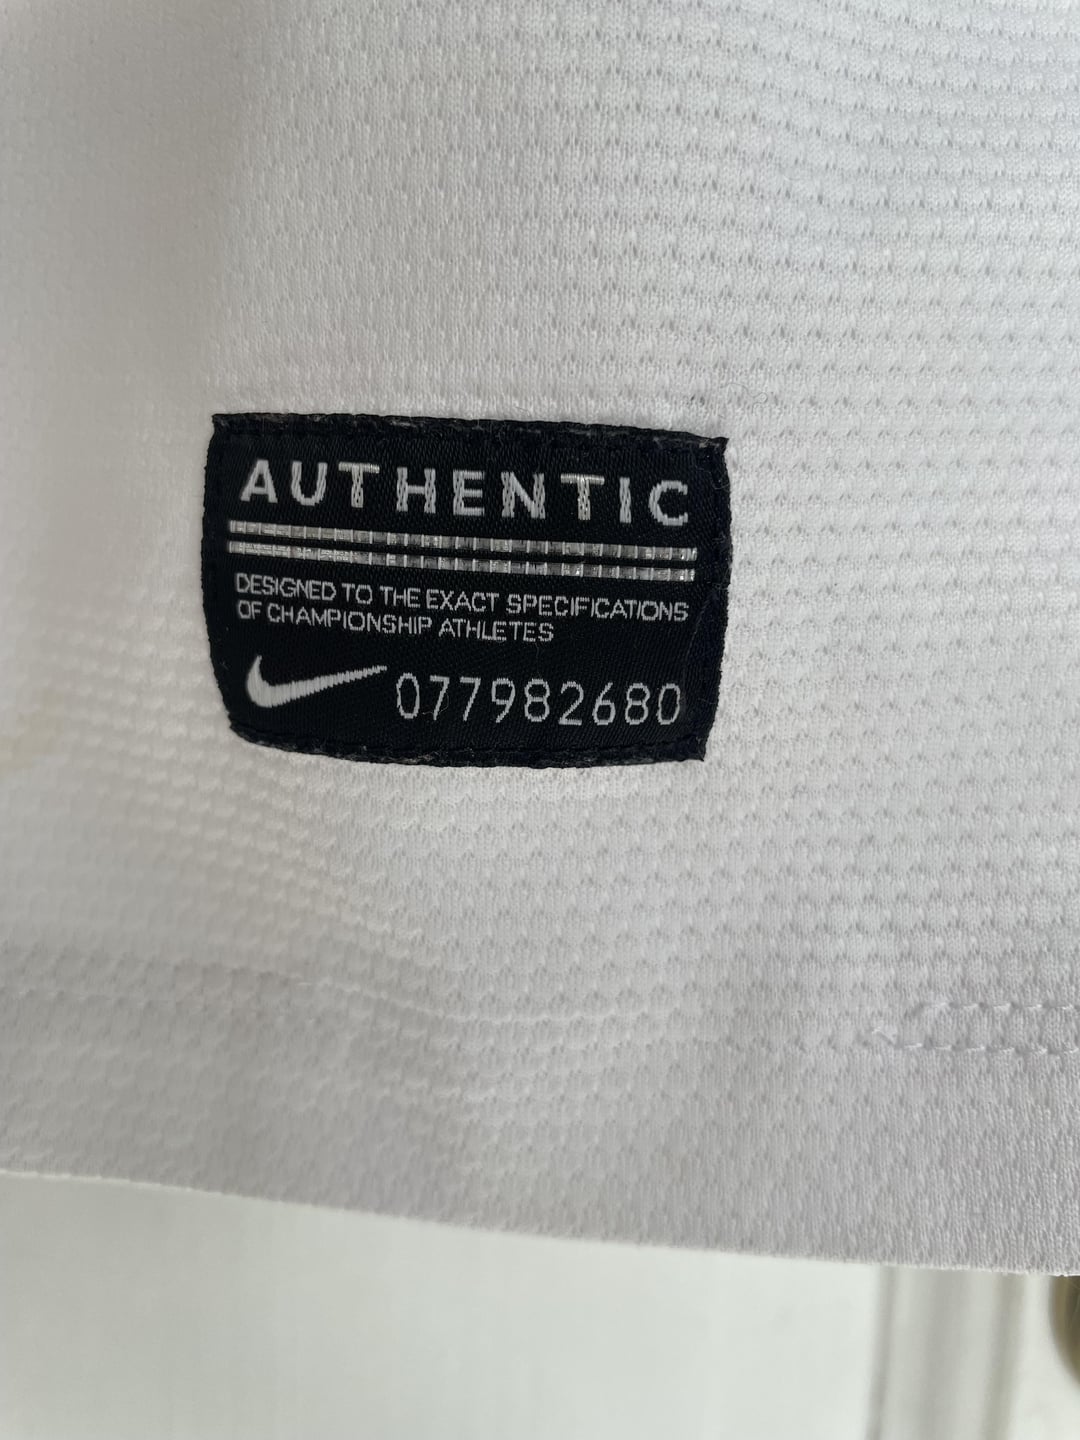 AUTHENTIC
DESIGNED TO THE EXACT SPECIFICATIONS
OF CHAMPIONSHIP ATHLETES
077982680